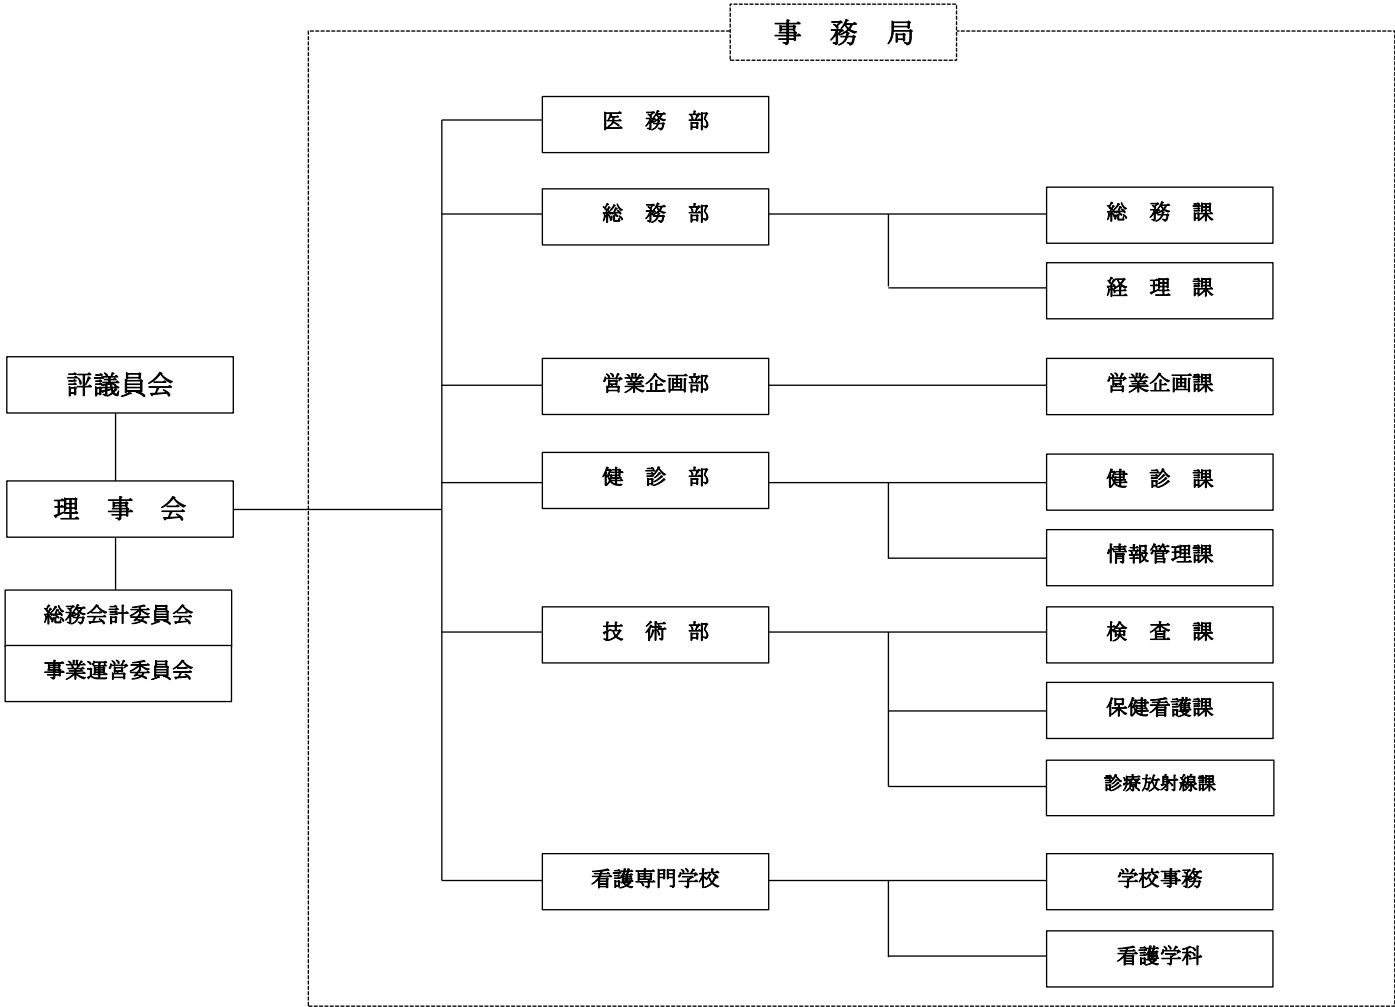 事　務　局
医　務　部
総　務　部
総　務　課
経　理　課
評議員会
営業企画部
営業企画課
理　事　会
健　診　部
健　診　課
情報管理課
総務会計委員会
事業運営委員会
技　術　部
検　査　課
保健看護課
診療放射線課
看護専門学校
学校事務
看護学科